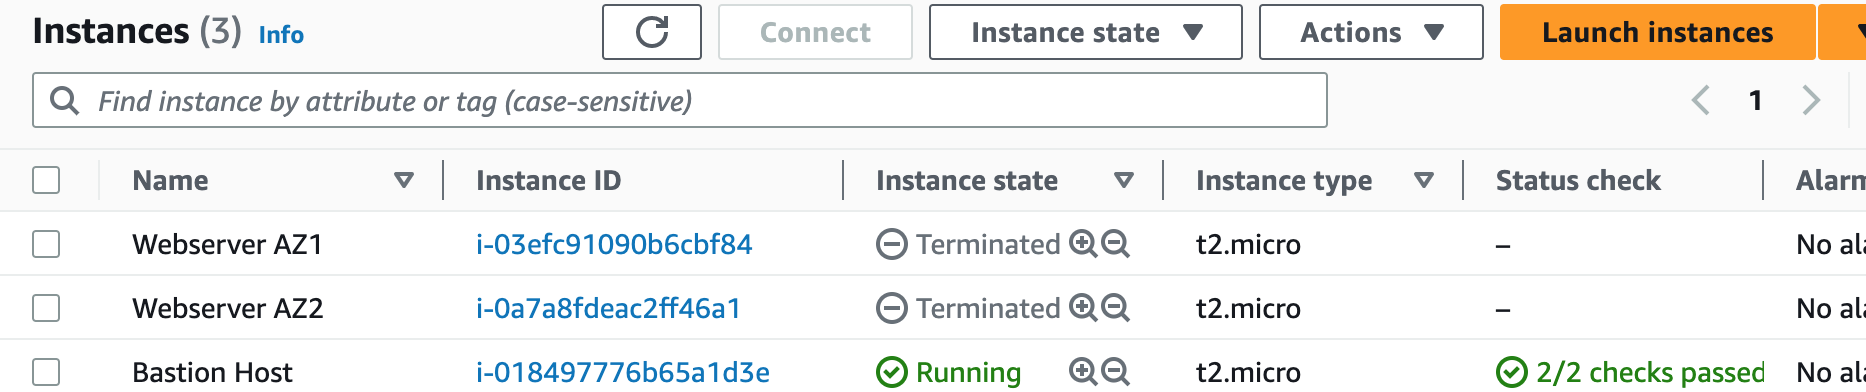 Instances (3) Info Connect Instance state Actions Launch instances
Find instance by attribute or tag (case-sensitive) 1
Name Instance ID Instance state Instance type Status check Alarm
Webserver AZ1 i-03efc91090b6cbf84 Terminated t2.micro – No ala
Webserver AZ2 i-0a7a8fdeac2ff46a1 Terminated t2.micro – No ala
Bastion Host i-018497776b65a1d3e Running t2.micro 2/2 checks passed No ala